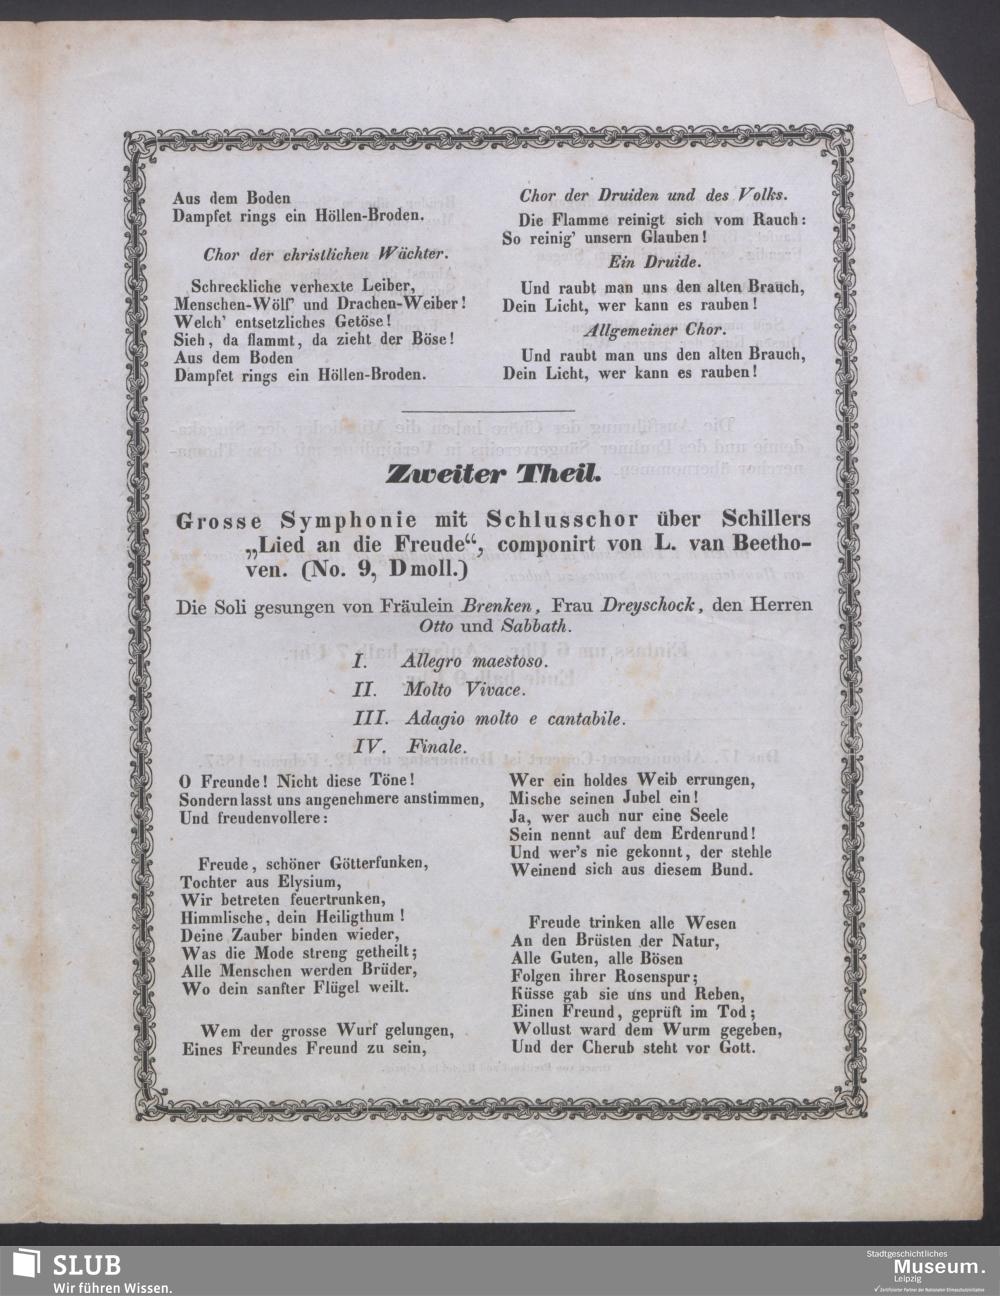 Aus dem Boden
Dampfet rings ein Höllen-Broden.
Chor der christlichen Wächter.
Schreckliche verhexte Leiber,
Menschen-Wölf' und Drachen-Weiber!
Welch' entsetzliches Getöse!
Sieh, da flammt, da zieht der Böse!
Aus dem Boden
Dampfet rings ein Höllen-Broden.
Chor der Druiden und des Volks.
Die Flamme reinigt sich vom Rauch:
So reinig' unsern Glauben!
Ein Druide.
Und raubt man uns den alten Brauch,
Dein Licht, wer kann es rauben!
Allgemeiner Chor.
Und raubt man uns den alten Brauch,
Dein Licht, wer kann es rauben!
Zweiter Theil.
Grosse Symphonie mit Schlusschor über Schillers
„Lied an die Freude“, componirt von L. van Beetho-
ven. (No. 9, D moll.)
Die Soli gesungen von Fräulein Brenken, Frau Dreyschock, den Herren
Otto und Sabbath.
I. Allegro maestoso.
II. Molto Vivace.
III. Adagio molto e cantabile.
IV. Finale.
O Freunde! Nicht diese Töne!
Sondern lasst uns angenehmere anstimmen,
Und freudenvollere:
Freude, schöner Götterfunken,
Tochter aus Elysium,
Wir betreten feuertrunken,
Himmlische, dein Heiligthum!
Deine Zauber binden wieder,
Was die Mode streng getheilt;
Alle Menschen werden Brüder,
Wo dein sanfter Flügel weilt.
Wem der grosse Wurf gelungen,
Eines Freundes Freund zu sein,
Wer ein holdes Weib errungen,
Mische seinen Jubel ein!
Ja, wer auch nur eine Seele
Sein nennt auf dem Erdenrund!
Und wer's nie gekonnt, der stehle
Weinend sich aus diesem Bund.
Freude trinken alle Wesen
An den Brüsten der Natur,
Alle Guten, alle Bösen
Folgen ihrer Rosenspur;
Küsse gab sie uns und Reben,
Einen Freund, geprüft im Tod;
Wollust ward dem Wurm gegeben,
Und der Cherub steht vor Gott.
SLUB
Wir führen Wissen.
Stadtgeschichtliches
Museum.
Leipzig
Zertifizierter Partner der Nationalen Klimaschutzinitiative